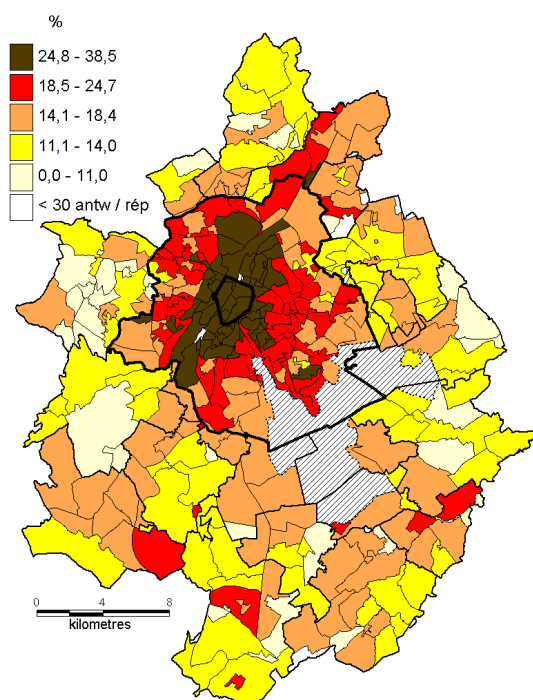 %
24,8 - 38,5
18,5 - 24,7
14,1 - 18,4
11,1 - 14,0
0,0 - 11,0
< 30 antw / rép
0 4 8
kilometres